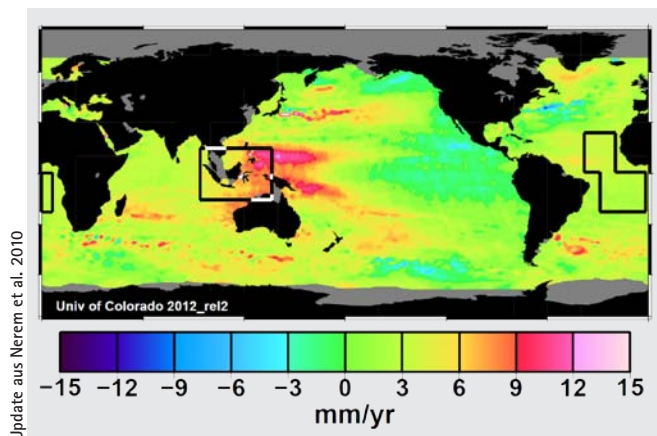 Update aus Nerem et al. 2010
Univ of Colorado 2012_rel2
−15 −12 −9 −6 −3 0 3 6 9 12 15
mm/yr